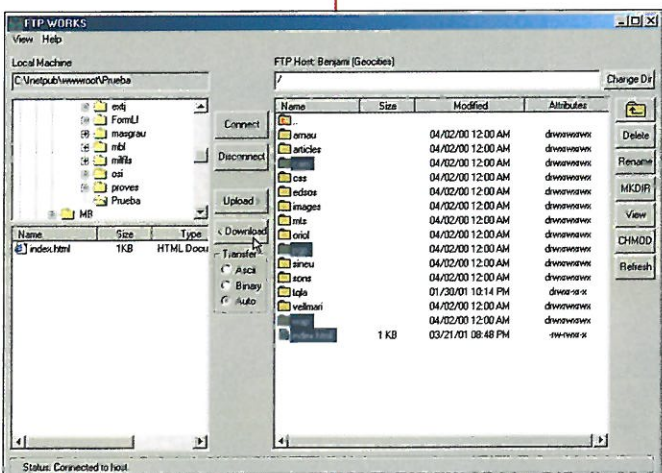 FTP WORKS
View Help
Local Machine
C:\Inetpub\wwwroot\Prueba
extj
FormLI
masgrau
mbl
milfils
osi
proves
Prueba
MB
Name Size Type
index.html 1KB HTML Docu
Connect
Disconnect
Upload >
< Download
Transfer
Ascii
Binary
Auto
FTP Host: Benjami (Geocities)
/
Change Dir
Name Size Modified Attributes
..
arnau 04/02/00 12:00 AM drwxrwxrwx
articles 04/02/00 12:00 AM drwxrwxrwx
04/02/00 12:00 AM drwxrwxrwx
css 04/02/00 12:00 AM drwxrwxrwx
edsos 04/02/00 12:00 AM drwxrwxrwx
images 04/02/00 12:00 AM drwxrwxrwx
mls 04/02/00 12:00 AM drwxrwxrwx
oriol 04/02/00 12:00 AM drwxrwxrwx
04/02/00 12:00 AM drwxrwxrwx
sineu 04/02/00 12:00 AM drwxrwxrwx
sons 04/02/00 12:00 AM drwxrwxrwx
tqla 01/30/01 10:14 PM drwxr-xr-x
vellmari 04/02/00 12:00 AM drwxrwxrwx
04/02/00 12:00 AM drwxrwxrwx
index.html 1 KB 03/21/01 08:48 PM
Delete
Rename
MKDIR
View
CHMOD
Refresh
Status: Connected to host.